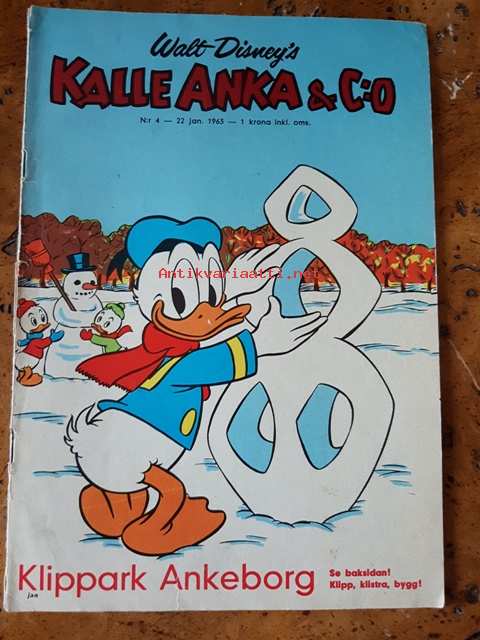 Walt Disney's
KALLE ANKA & C:O
N:r 4 — 22 jan. 1965 — 1 krona inkl. oms.
Antikvariaatti.net
Klippark Ankeborg
Se baksidan!
Klipp, klistra, bygg!
jan